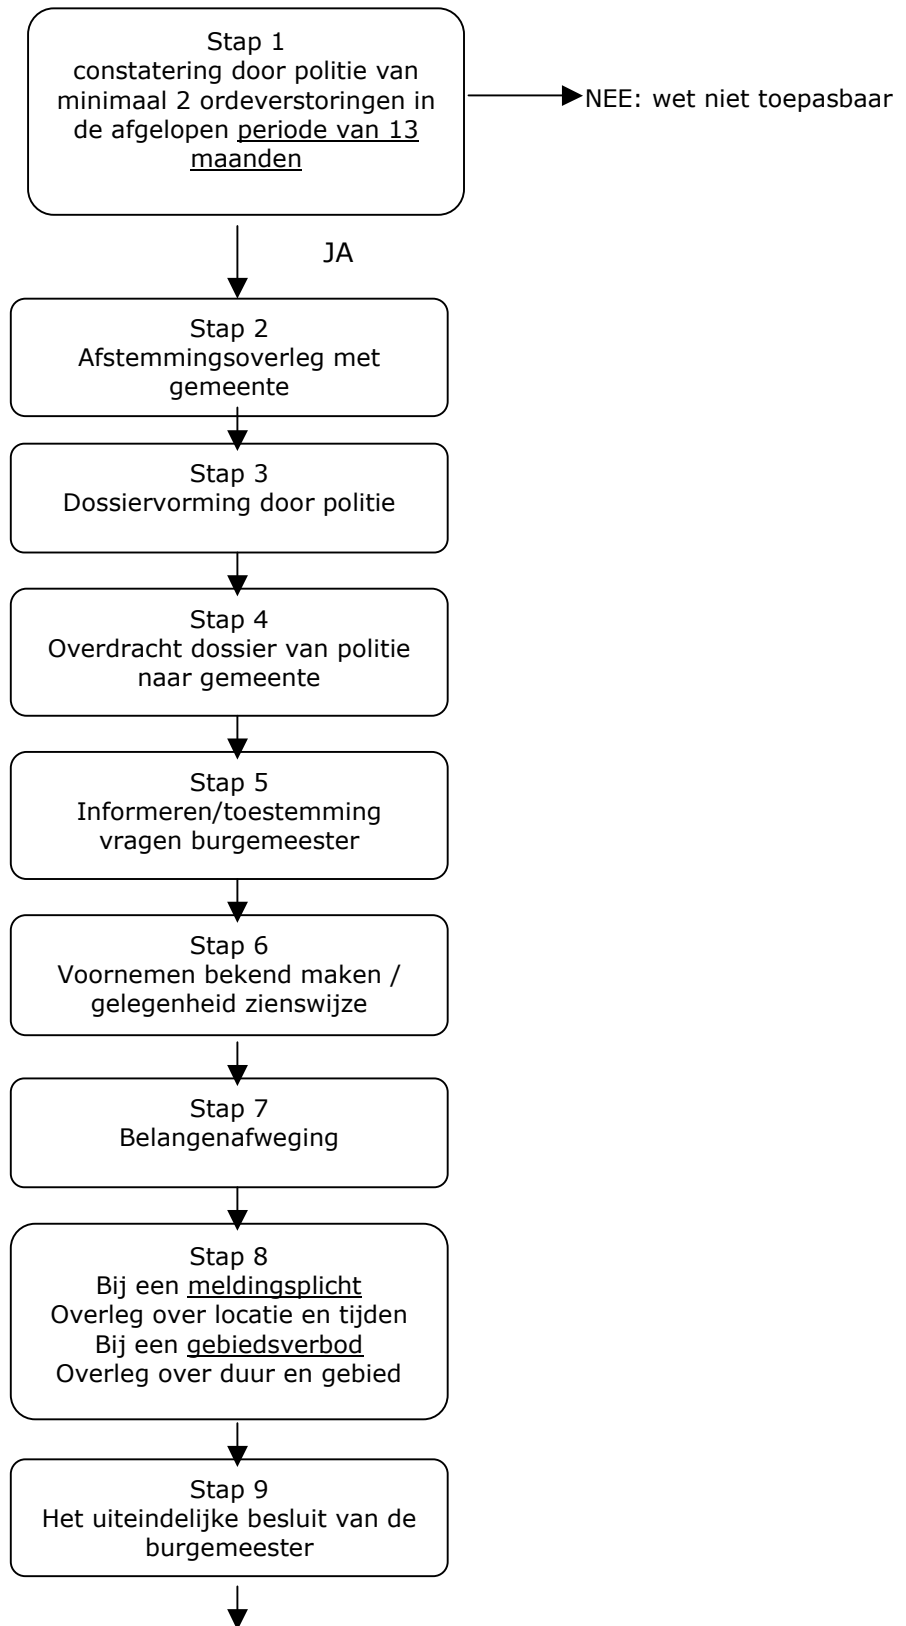 Stap 1
constatering door politie van
minimaal 2 ordeverstoringen in
de afgelopen periode van 13
maanden
NEE: wet niet toepasbaar
JA
Stap 2
Afstemmingsoverleg met
gemeente
Stap 3
Dossiervorming door politie
Stap 4
Overdracht dossier van politie
naar gemeente
Stap 5
Informeren/toestemming
vragen burgemeester
Stap 6
Voornemen bekend maken /
gelegenheid zienswijze
Stap 7
Belangenafweging
Stap 8
Bij een meldingsplicht
Overleg over locatie en tijden
Bij een gebiedsverbod
Overleg over duur en gebied
Stap 9
Het uiteindelijke besluit van de
burgemeester